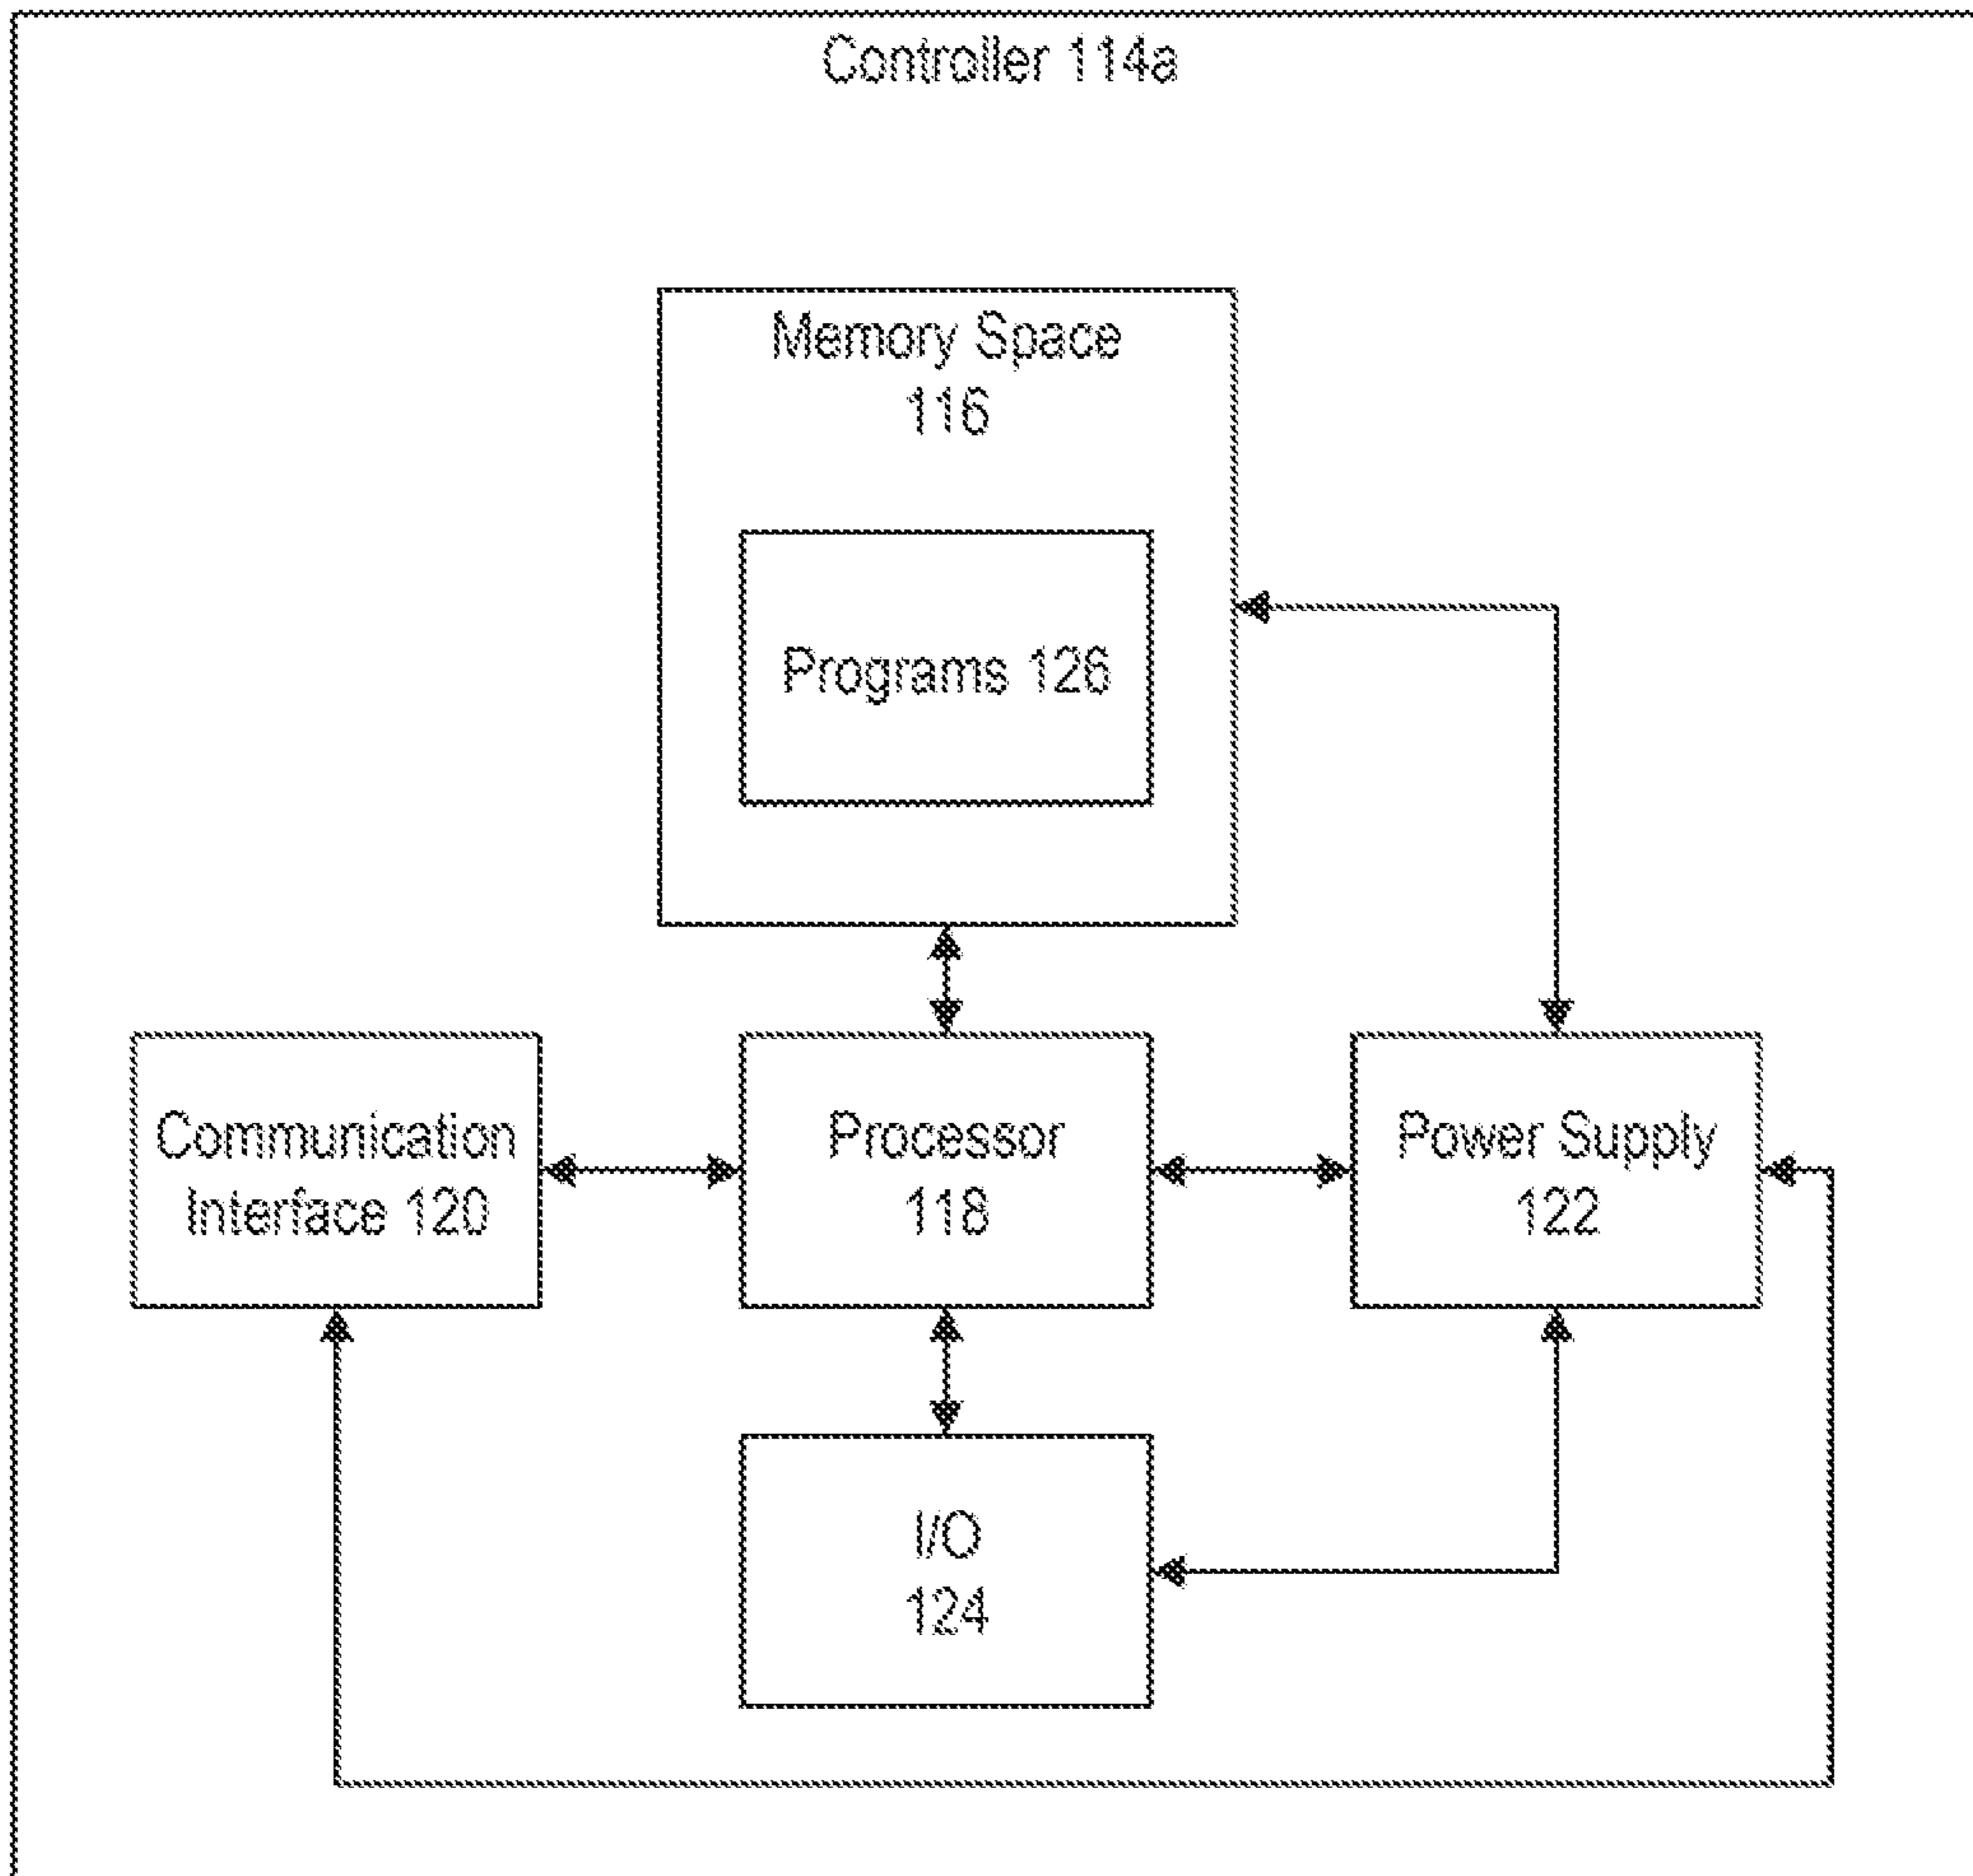 Controller 114a
Memory Space
116
Programs 126
Communication
Interface 120
Processor
118
Power Supply
122
I/O
124